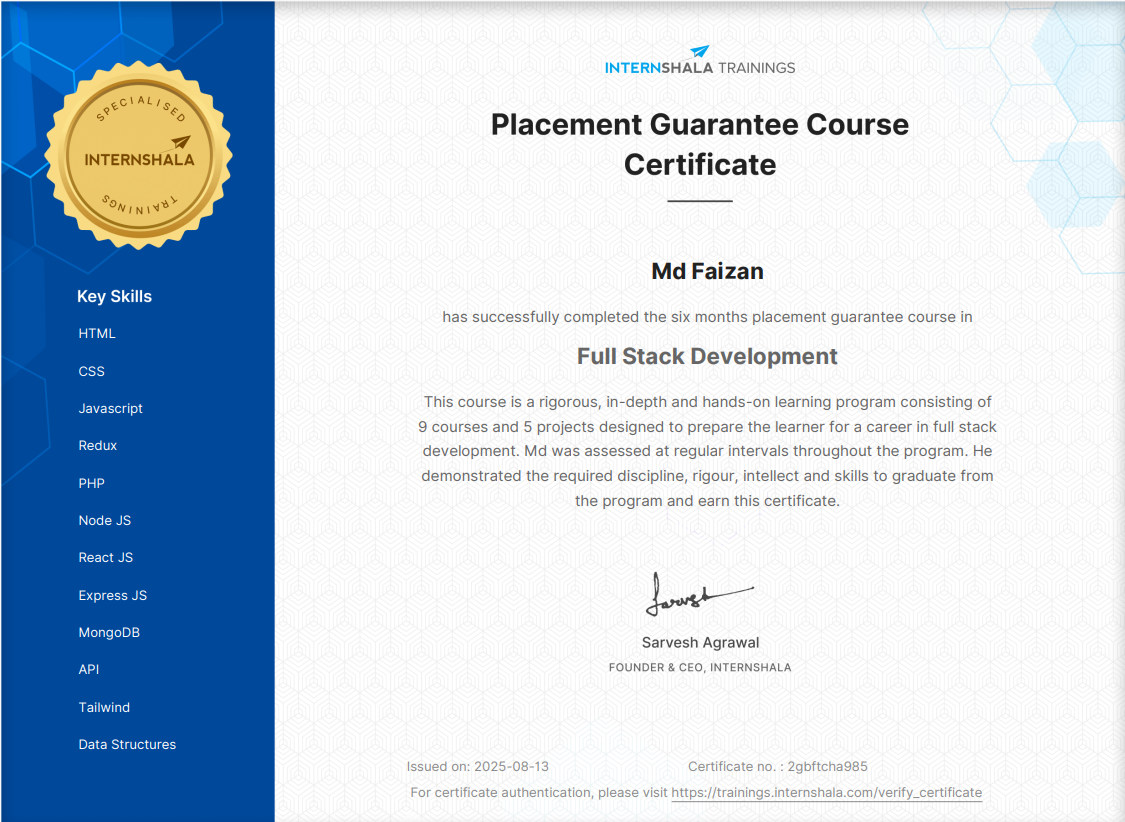 SPECIALISED
INTERNSHALA
TRAININGS
Key Skills
HTML
CSS
Javascript
Redux
PHP
Node JS
React JS
Express JS
MongoDB
API
Tailwind
Data Structures
INTERNSHALA TRAININGS
Placement Guarantee Course
Certificate
Md Faizan
has successfully completed the six months placement guarantee course in
Full Stack Development
This course is a rigorous, in-depth and hands-on learning program consisting of
9 courses and 5 projects designed to prepare the learner for a career in full stack
development. Md was assessed at regular intervals throughout the program. He
demonstrated the required discipline, rigour, intellect and skills to graduate from
the program and earn this certificate.
Sarvesh
Sarvesh Agrawal
FOUNDER & CEO, INTERNSHALA
Issued on: 2025-08-13
Certificate no. : 2gbftcha985
For certificate authentication, please visit https://trainings.internshala.com/verify_certificate